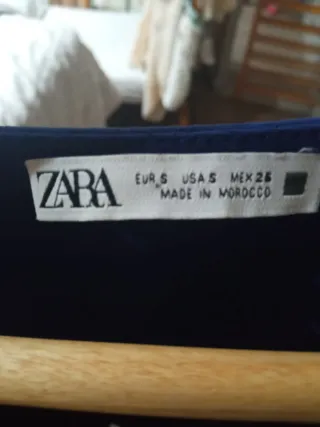 ZARA
EUR S USA S MEX 26
MADE IN MOROCCO